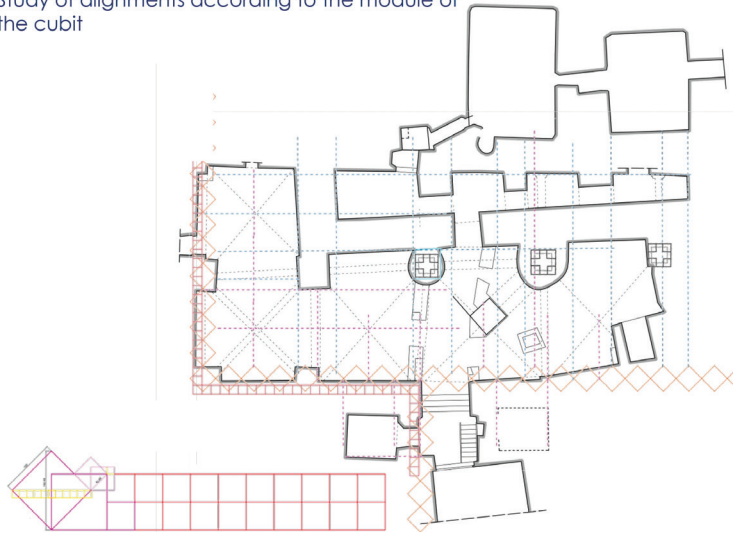 Study of alignments according to the module of
the cubit